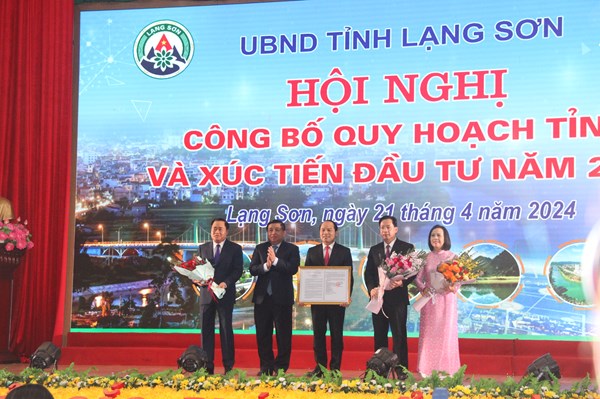 LẠNG SƠN
UBND TỈNH LẠNG SƠN
HỘI NGHỊ
CÔNG BỐ QUY HOẠCH TỈN
VÀ XÚC TIẾN ĐẦU TƯ NĂM 2
Lạng Sơn, ngày 21 tháng 4 năm 2024